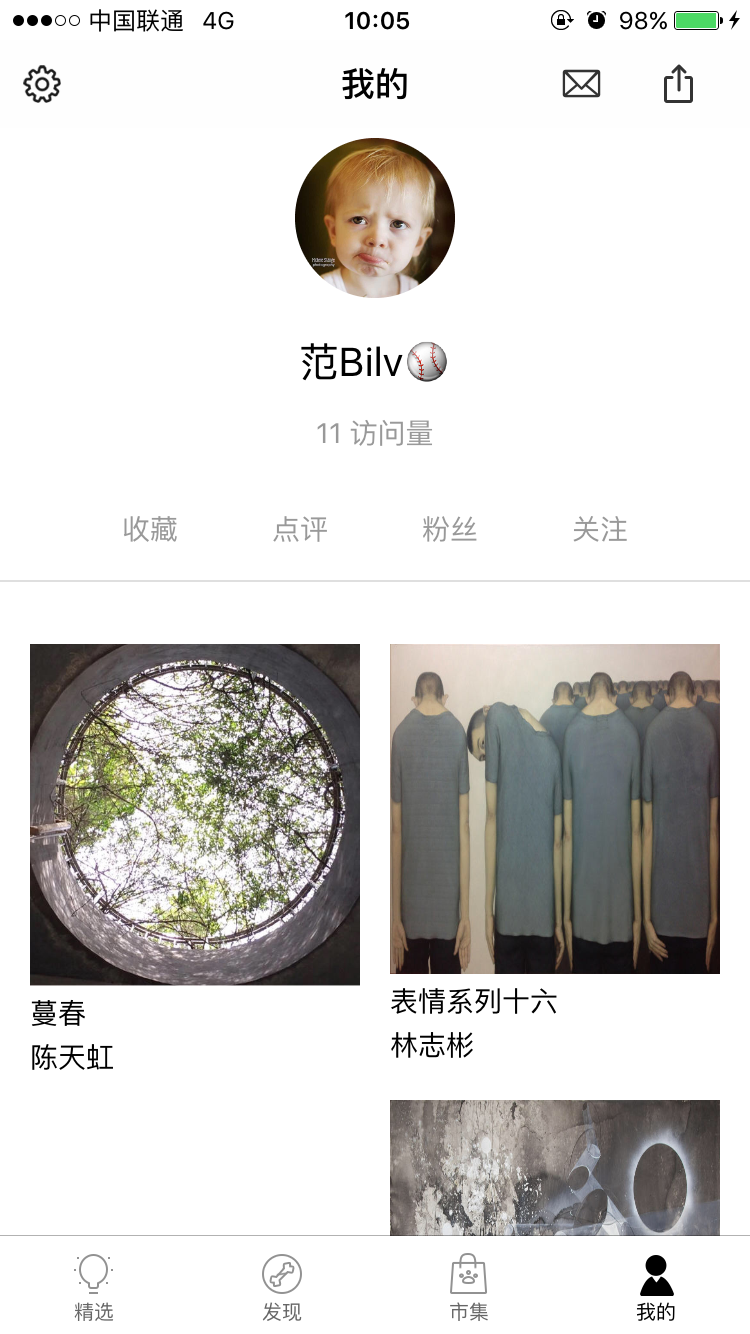 中国联通 4G 10:05 98%
我的
范Bilv⚾
11 访问量
收藏 点评 粉丝 关注
蔓春
陈天虹
表情系列十六
林志彬
精选 发现 市集 我的